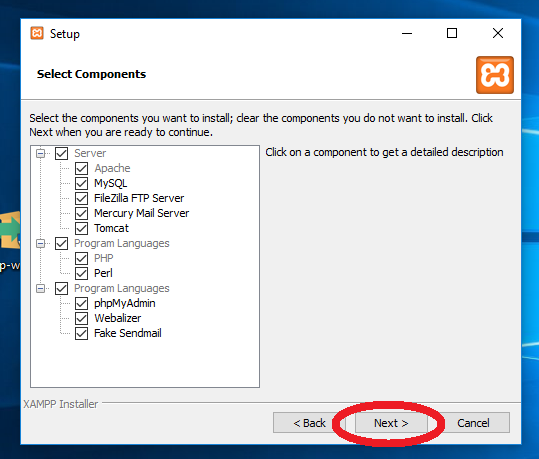 Setup
Select Components
Select the components you want to install; clear the components you do not want to install. Click
Next when you are ready to continue.
Server
Apache
MySQL
FileZilla FTP Server
Mercury Mail Server
Tomcat
Program Languages
PHP
Perl
Program Languages
phpMyAdmin
Webalizer
Fake Sendmail
Click on a component to get a detailed description
p-w
XAMPP Installer
< Back
Next >
Cancel